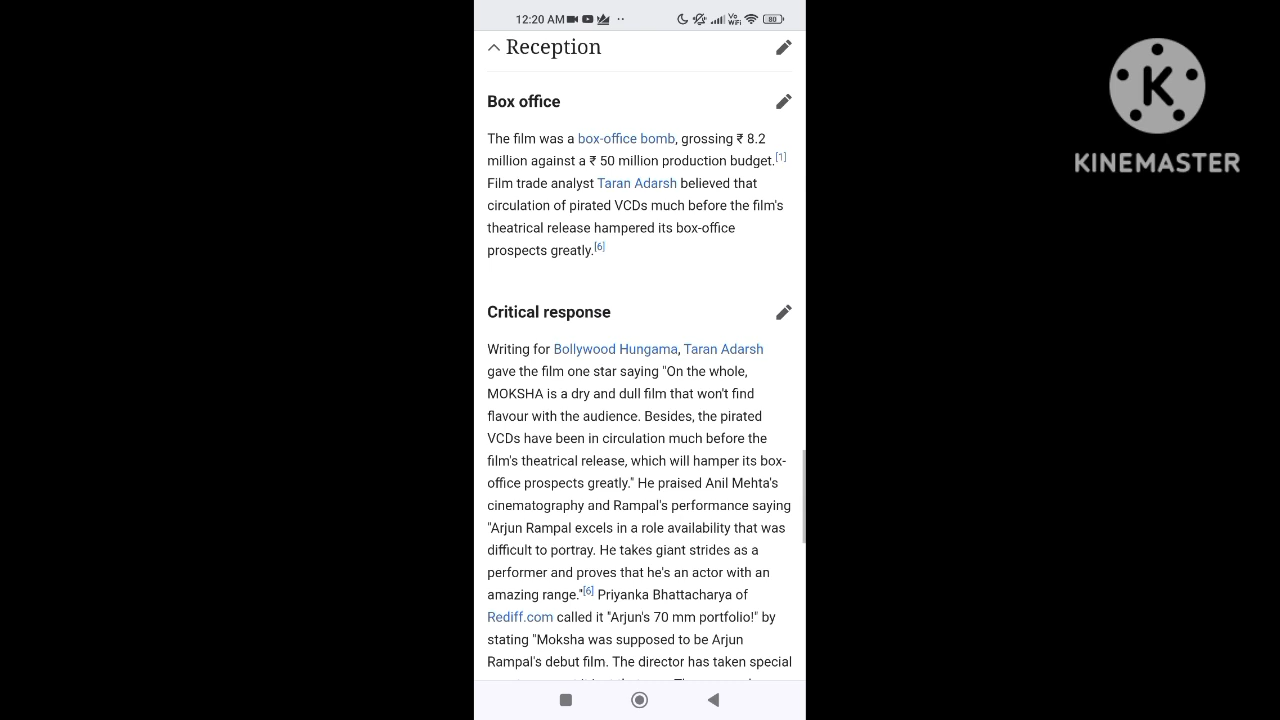 12:20 AM
Vo
WiFi
80
Reception
KINEMASTER
Box office
The film was a box-office bomb, grossing ₹ 8.2
million against a ₹ 50 million production budget.[1]
Film trade analyst Taran Adarsh believed that
circulation of pirated VCDs much before the film's
theatrical release hampered its box-office
prospects greatly.[6]
Critical response
Writing for Bollywood Hungama, Taran Adarsh
gave the film one star saying "On the whole,
MOKSHA is a dry and dull film that won't find
flavour with the audience. Besides, the pirated
VCDs have been in circulation much before the
film's theatrical release, which will hamper its box-
office prospects greatly." He praised Anil Mehta's
cinematography and Rampal's performance saying
"Arjun Rampal excels in a role availability that was
difficult to portray. He takes giant strides as a
performer and proves that he's an actor with an
amazing range."[6] Priyanka Bhattacharya of
Rediff.com called it "Arjun's 70 mm portfolio!" by
stating "Moksha was supposed to be Arjun
Rampal's debut film. The director has taken special